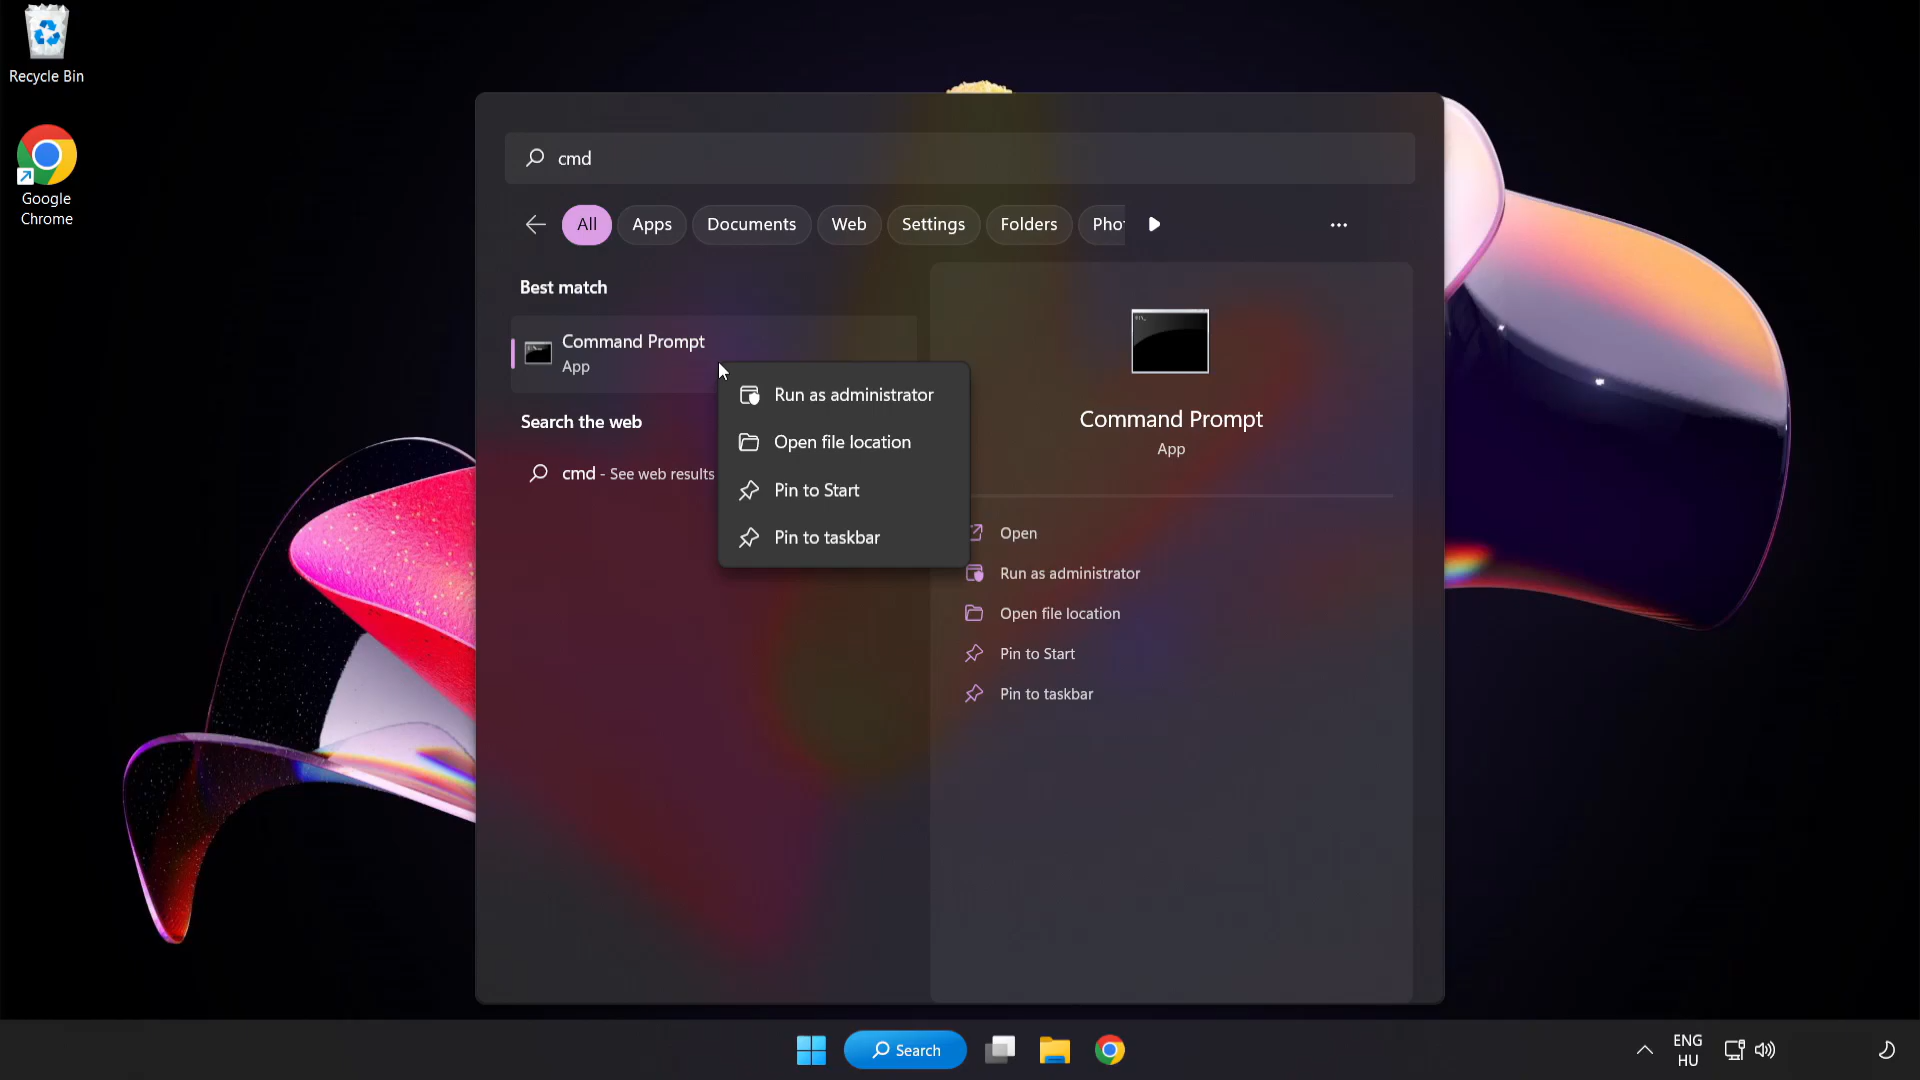 Recycle Bin
Google
Chrome
cmd
All
Apps
Documents
Web
Settings
Folders
Best match
Command Prompt
App
Search the web
cmd - See web results
Run as administrator
Open file location
Pin to Start
Pin to taskbar
Command Prompt
App
Open
Run as administrator
Open file location
Pin to Start
Pin to taskbar
Search
ENG
HU